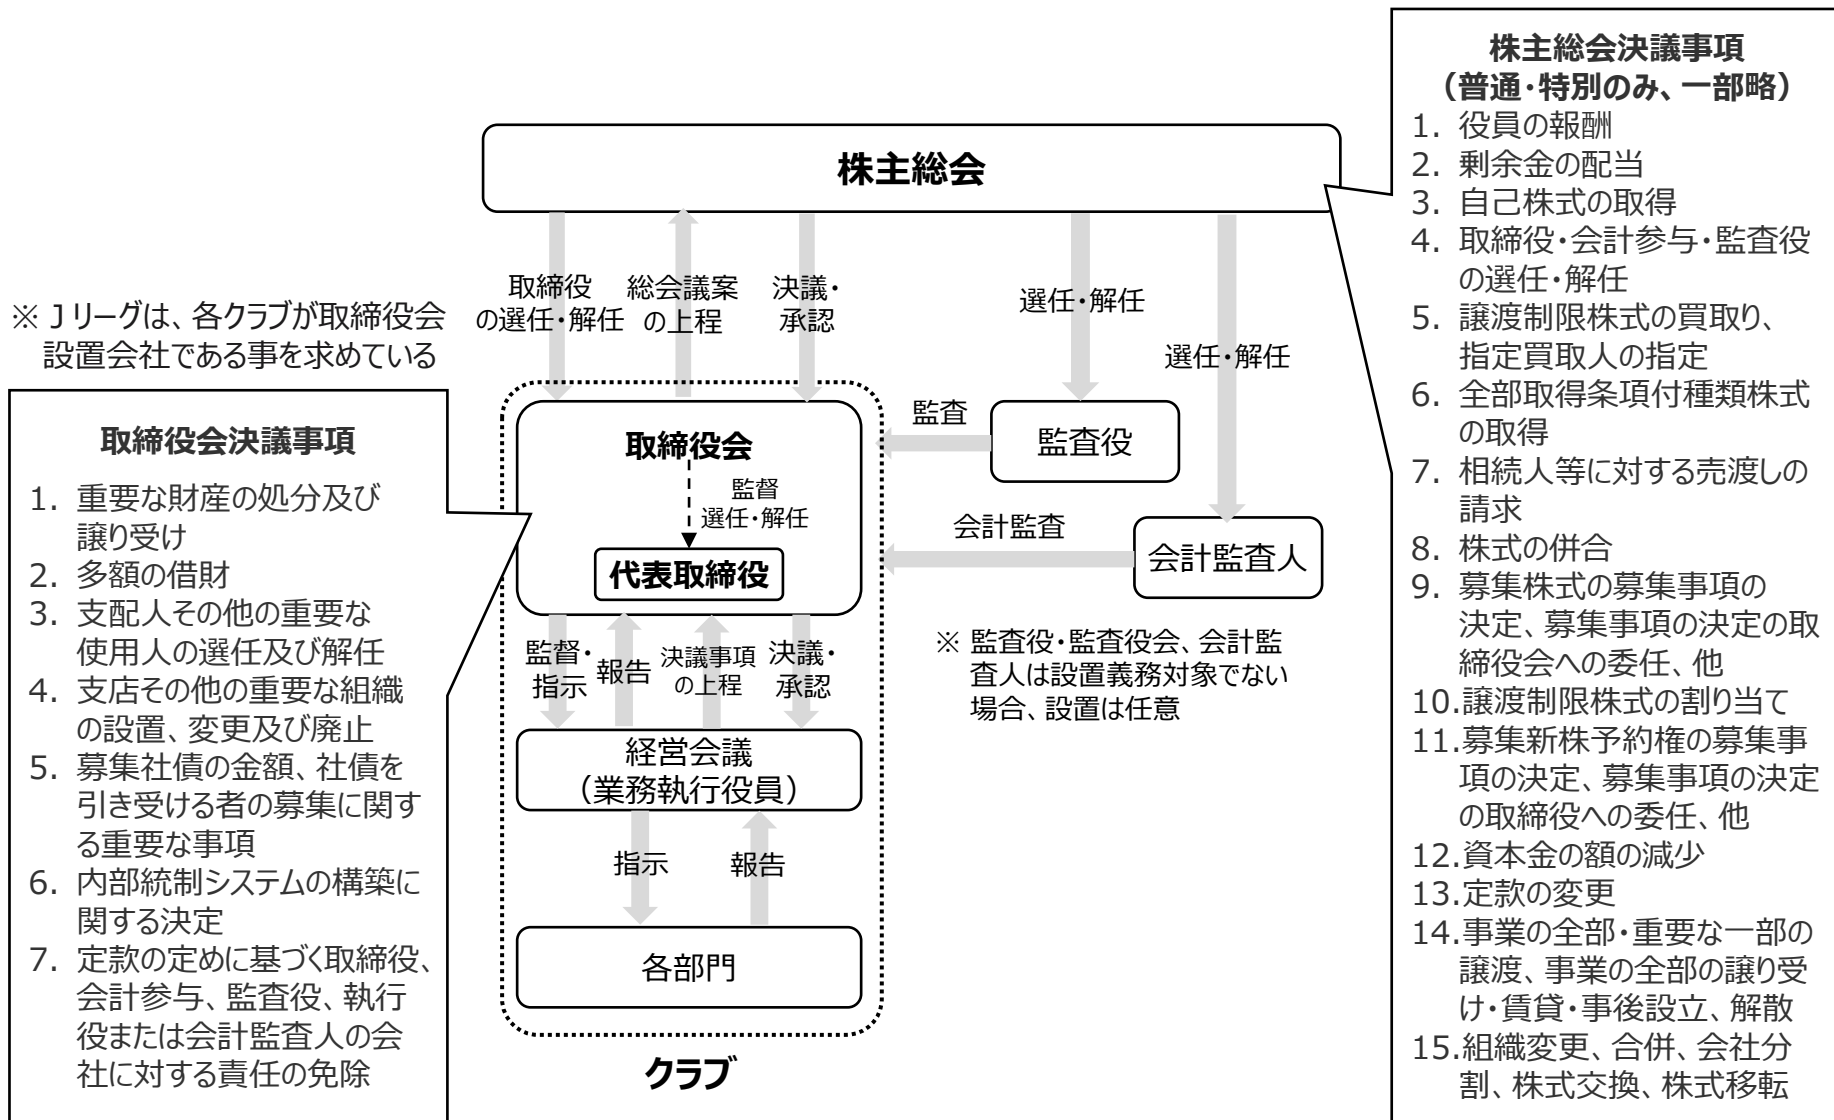 株主総会
取締役
の選任・解任
総会議案
の上程
決議・
承認
選任・解任
選任・解任
※ Jリーグは、各クラブが取締役会
設置会社である事を求めている
取締役会決議事項
1. 重要な財産の処分及び
譲り受け
2. 多額の借財
3. 支配人その他の重要な
使用人の選任及び解任
4. 支店その他の重要な組織
の設置、変更及び廃止
5. 募集社債の金額、社債を
引き受ける者の募集に関す
る重要な事項
6. 内部統制システムの構築に
関する決定
7. 定款の定めに基づく取締役、
会計参与、監査役、執行
役または会計監査人の会
社に対する責任の免除
取締役会
監督
選任・解任
代表取締役
監査
監査役
会計監査
会計監査人
監督・
指示
報告
決議事項
の上程
決議・
承認
※ 監査役・監査役会、会計監
査人は設置義務対象でない
場合、設置は任意
経営会議
（業務執行役員）
指示
報告
各部門
クラブ
株主総会決議事項
（普通・特別のみ、一部略）
1. 役員の報酬
2. 剰余金の配当
3. 自己株式の取得
4. 取締役・会計参与・監査役
の選任・解任
5. 譲渡制限株式の買取り、
指定買取人の指定
6. 全部取得条項付種類株式
の取得
7. 相続人等に対する売渡しの
請求
8. 株式の併合
9. 募集株式の募集事項の
決定、募集事項の決定の取
締役会への委任、他
10.譲渡制限株式の割り当て
11.募集新株予約権の募集事
項の決定、募集事項の決定
の取締役への委任、他
12.資本金の額の減少
13.定款の変更
14.事業の全部・重要な一部の
譲渡、事業の全部の譲り受
け・賃貸・事後設立、解散
15.組織変更、合併、会社分
割、株式交換、株式移転